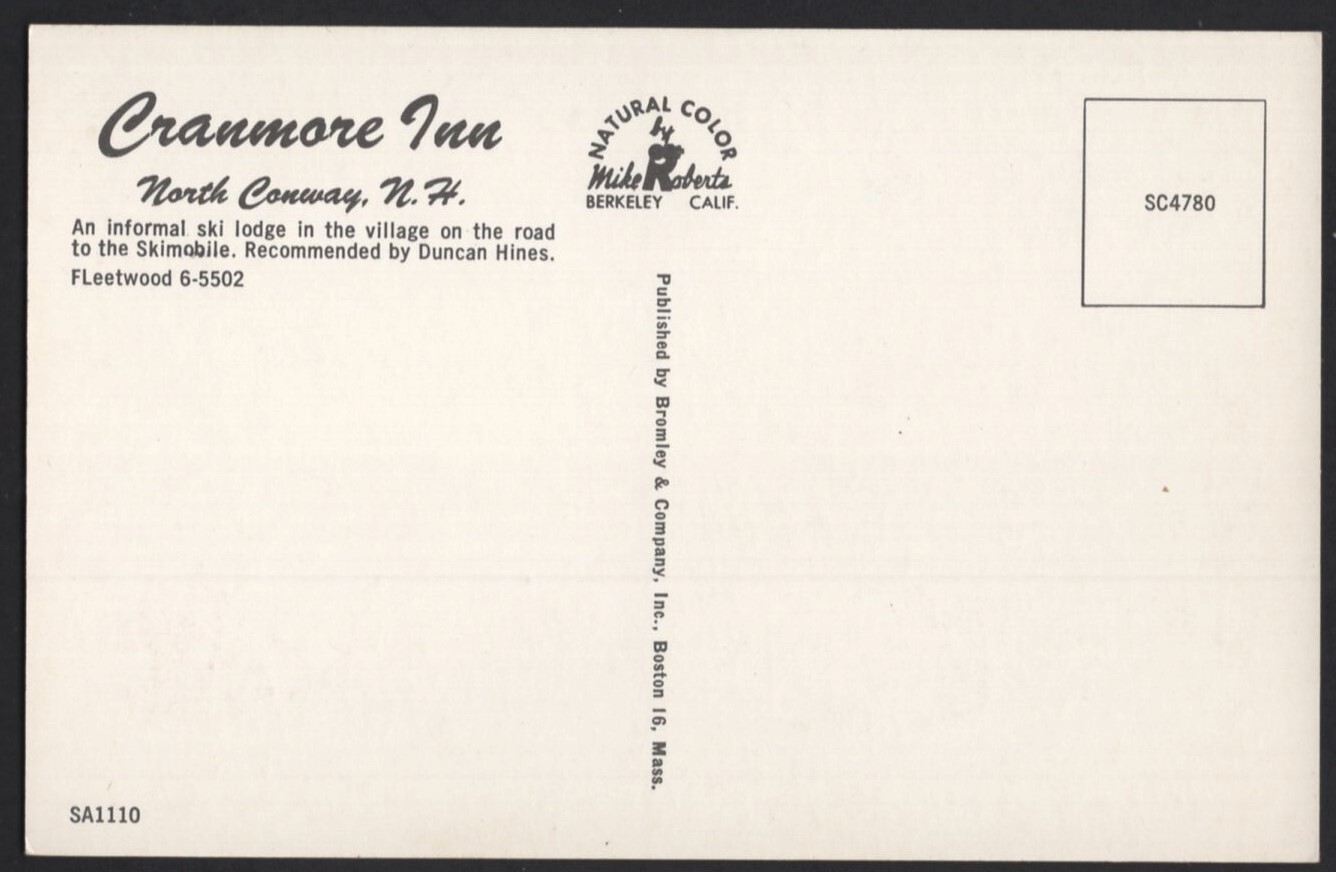 Cranmore Inn
North Conway, N.H.
An informal ski lodge in the village on the road
to the Skimobile. Recommended by Duncan Hines.
FLeetwood 6-5502
SA1110
NATURAL COLOR
by
Mike Roberts
BERKELEY CALIF.
Published by Bromley & Company, Inc., Boston 16, Mass.
SC4780